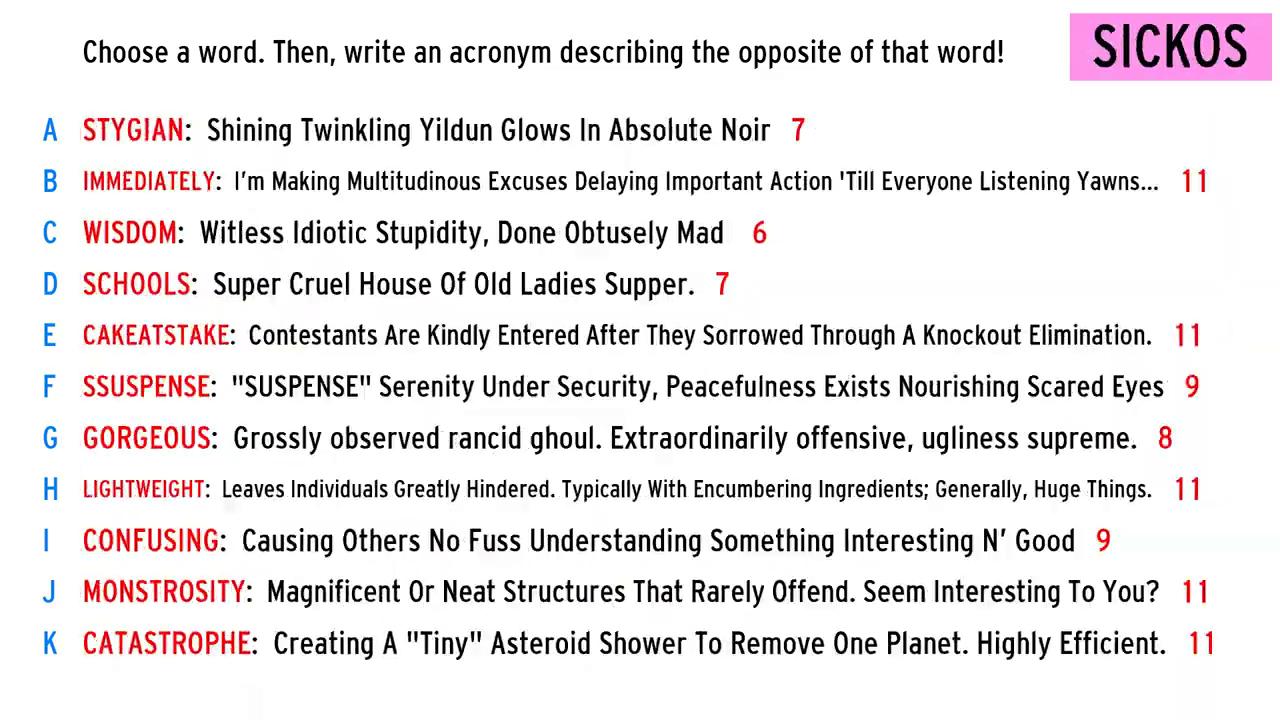 Choose a word. Then, write an acronym describing the opposite of that word!
SICKOS
A STYGIAN: Shining Twinkling Yildun Glows In Absolute Noir 7
B IMMEDIATELY: I'm Making Multitudinous Excuses Delaying Important Action 'Till Everyone Listening Yawns... 11
C WISDOM: Witless Idiotic Stupidity, Done Obtusely Mad 6
D SCHOOLS: Super Cruel House Of Old Ladies Supper. 7
E CAKEATSTAKE: Contestants Are Kindly Entered After They Sorrowed Through A Knockout Elimination. 11
F SSUSPENSE: "SUSPENSE" Serenity Under Security, Peacefulness Exists Nourishing Scared Eyes 9
G GORGEOUS: Grossly observed rancid ghoul. Extraordinarily offensive, ugliness supreme. 8
H LIGHTWEIGHT: Leaves Individuals Greatly Hindered. Typically With Encumbering Ingredients; Generally, Huge Things. 11
I CONFUSING: Causing Others No Fuss Understanding Something Interesting N' Good 9
J MONSTROSITY: Magnificent Or Neat Structures That Rarely Offend. Seem Interesting To You? 11
K CATASTROPHE: Creating A "Tiny" Asteroid Shower To Remove One Planet. Highly Efficient. 11